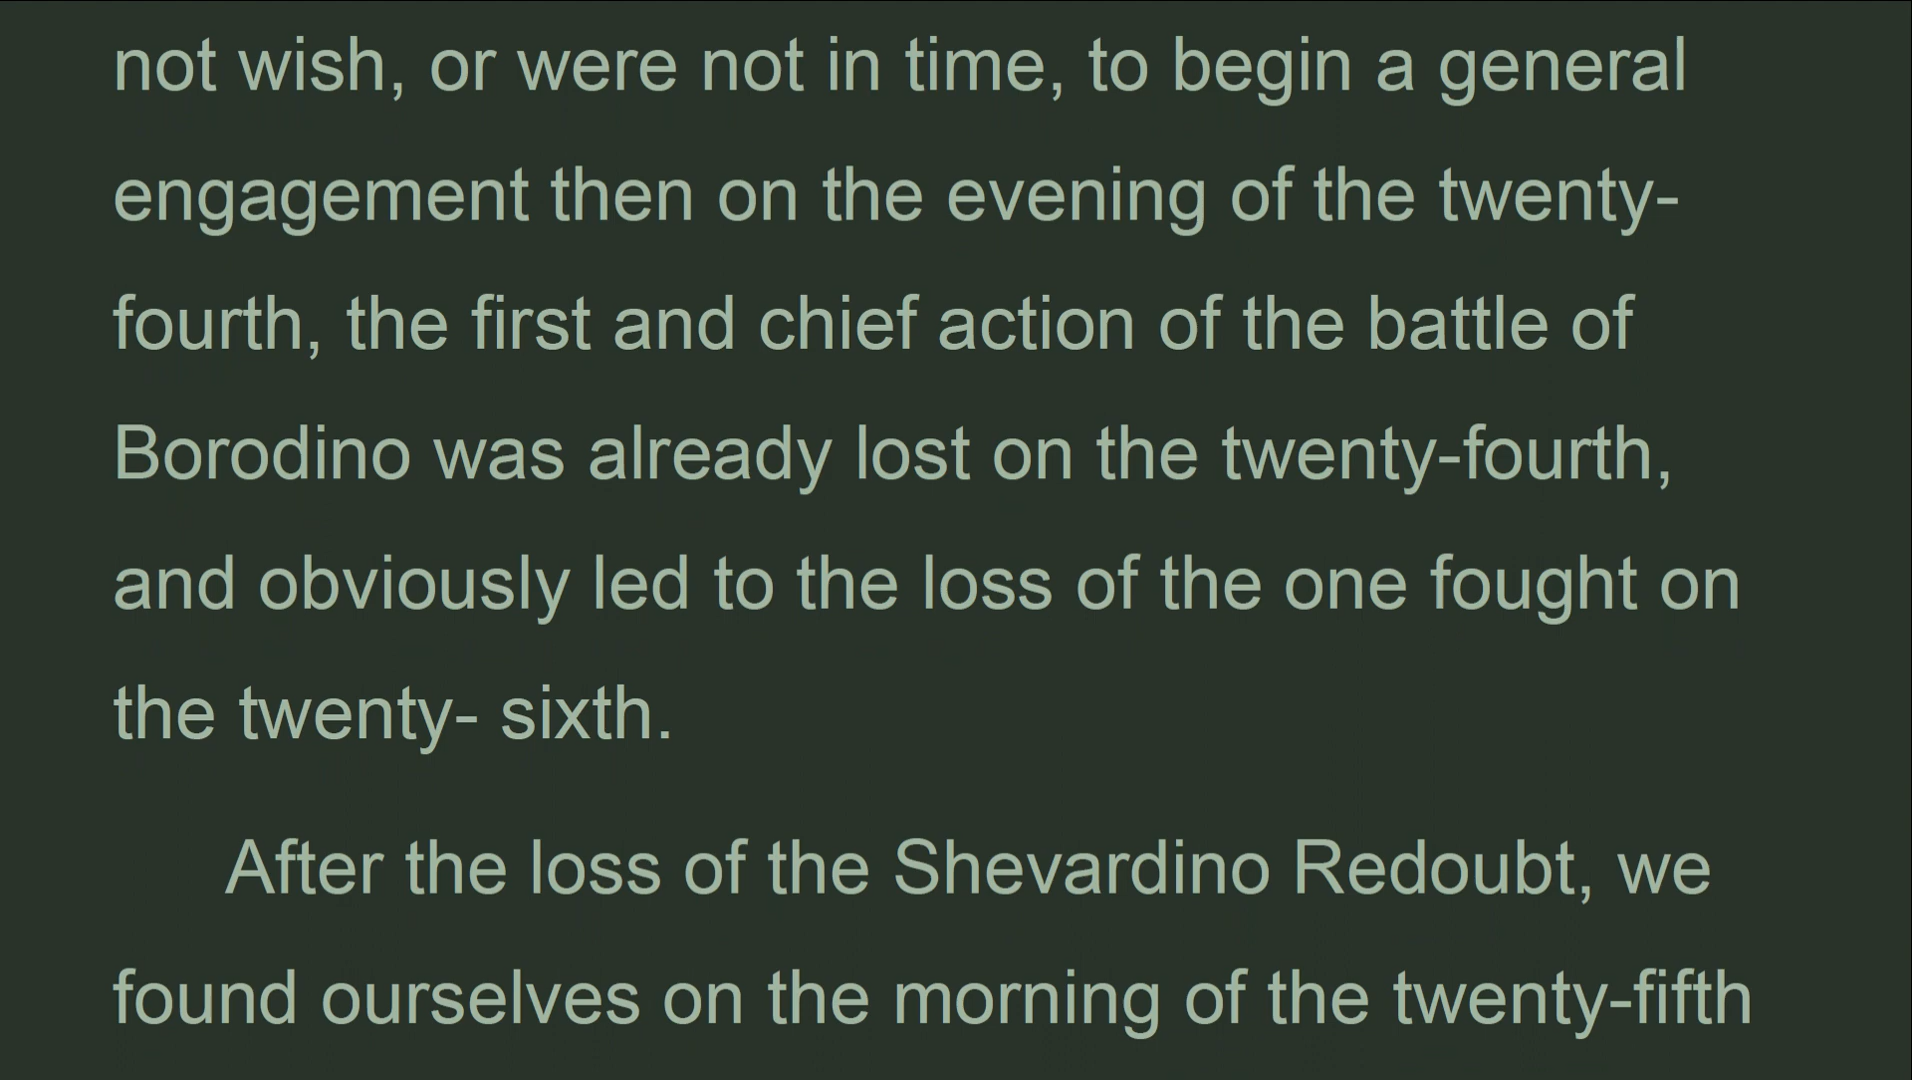 not wish, or were not in time, to begin a general
engagement then on the evening of the twenty-
fourth, the first and chief action of the battle of
Borodino was already lost on the twenty-fourth,
and obviously led to the loss of the one fought on
the twenty- sixth.
After the loss of the Shevardino Redoubt, we
found ourselves on the morning of the twenty-fifth